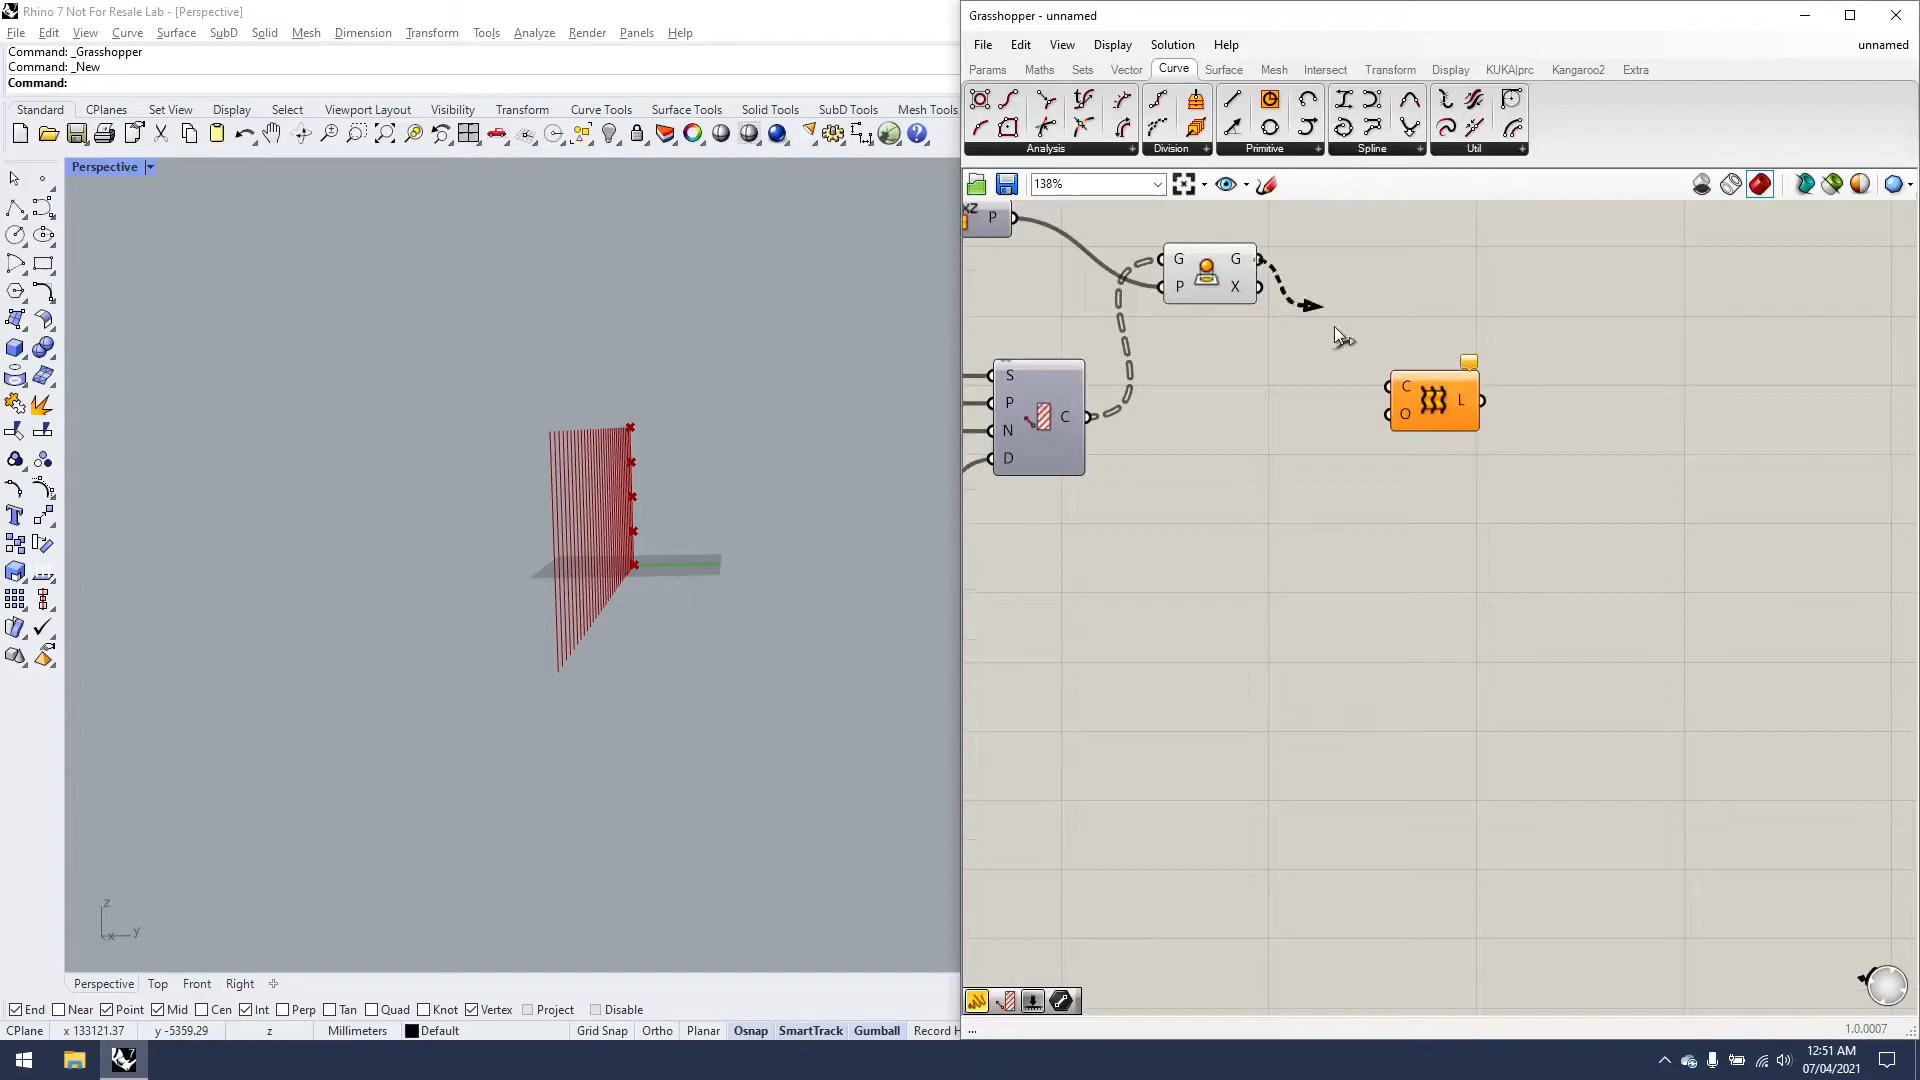 Rhino 7 Not For Resale Lab - [Perspective]
File Edit View Curve Surface SubD Solid Mesh Dimension Transform Tools Analyze Render Panels Help
Command: _Grasshopper
Command: _New
Command:
Standard CPlanes Set View Display Select Viewport Layout Visibility Transform Curve Tools Surface Tools Solid Tools SubD Tools Mesh Tools
Perspective
z
x y
Perspective Top Front Right
End Near Point Mid Cen Int Perp Tan Quad Knot Vertex Project Disable
CPlane x 133121.37 y -5359.29 z Millimeters Default Grid Snap Ortho Planar Osnap SmartTrack Gumball Record H
Grasshopper - unnamed
File Edit View Display Solution Help unnamed
Params Maths Sets Vector Curve Surface Mesh Intersect Transform Display KUKA|prc Kangaroo2 Extra
Analysis Division Primitive Spline Util
138%
XZ P
G G
P X
S
P
N
D
C
C
O
L
...
1.0.0007
12:51 AM
07/04/2021